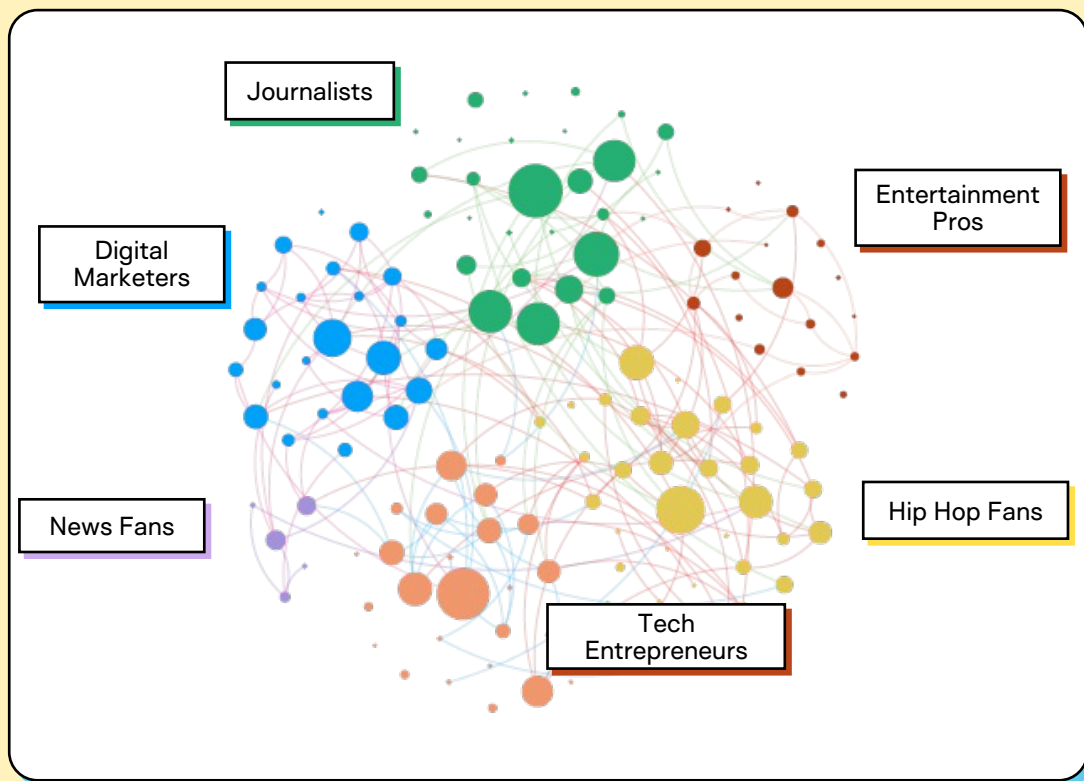 Journalists
Entertainment
Pros
Digital
Marketers
News Fans
Hip Hop Fans
Tech
Entrepreneurs